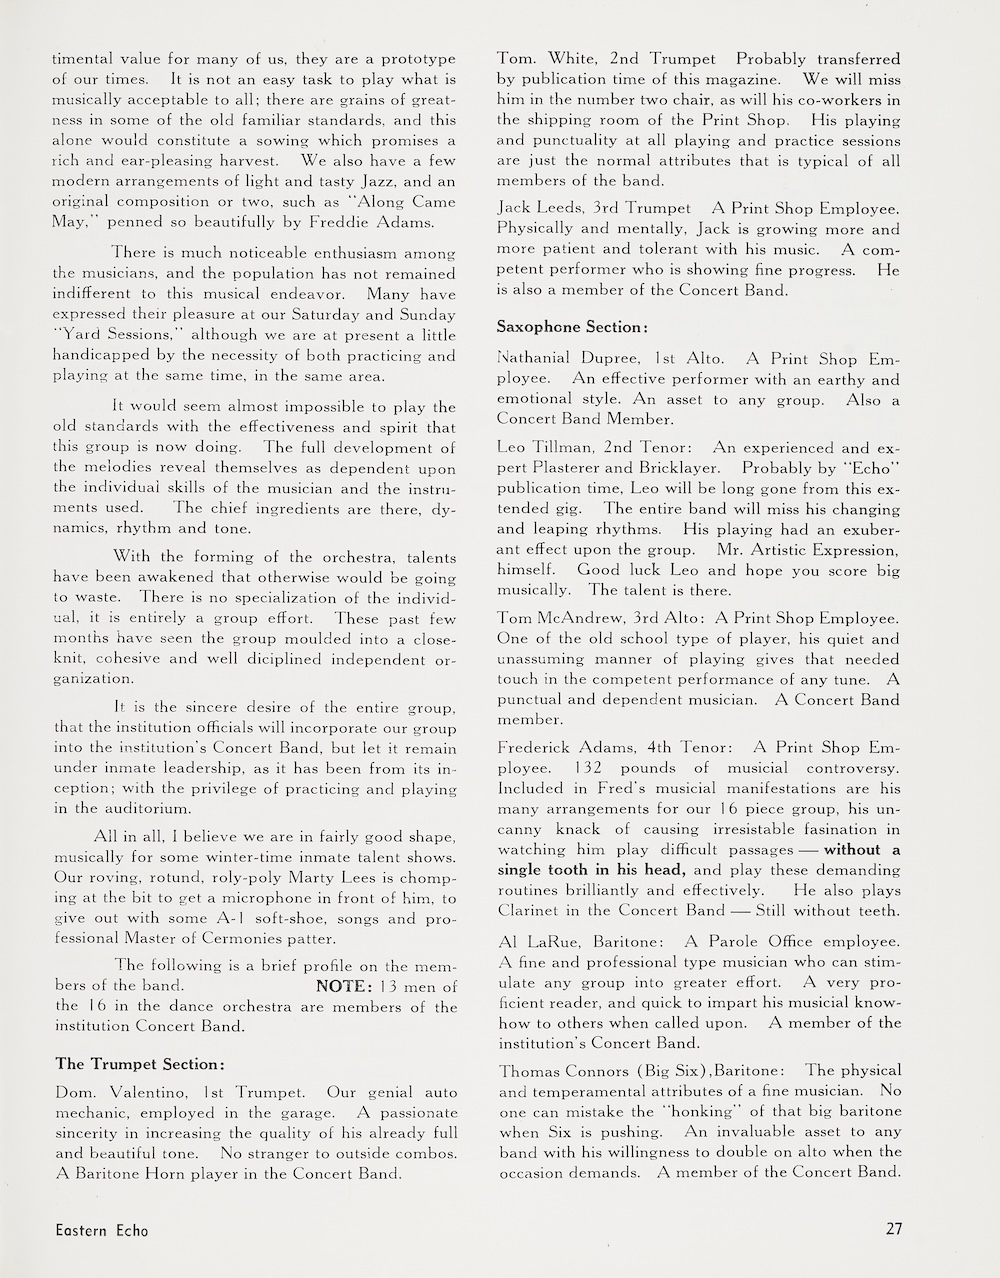 timental value for many of us, they are a prototype
of our times. It is not an easy task to play what is
musically acceptable to all; there are grains of great-
ness in some of the old familiar standards, and this
alone would constitute a sowing which promises a
rich and ear-pleasing harvest. We also have a few
modern arrangements of light and tasty Jazz, and an
original composition or two, such as "Along Came
May," penned so beautifully by Freddie Adams.
There is much noticeable enthusiasm among
the musicians, and the population has not remained
indifferent to this musical endeavor. Many have
expressed their pleasure at our Saturday and Sunday
"Yard Sessions," although we are at present a little
handicapped by the necessity of both practicing and
playing at the same time, in the same area.
It would seem almost impossible to play the
old standards with the effectiveness and spirit that
this group is now doing. The full development of
the melodies reveal themselves as dependent upon
the individual skills of the musician and the instru-
ments used. The chief ingredients are there, dy-
namics, rhythm and tone.
With the forming of the orchestra, talents
have been awakened that otherwise would be going
to waste. There is no specialization of the individ-
ual, it is entirely a group effort. These past few
months have seen the group moulded into a close-
knit, cohesive and well diciplined independent or-
ganization.
It is the sincere desire of the entire group,
that the institution officials will incorporate our group
into the institution's Concert Band, but let it remain
under inmate leadership, as it has been from its in-
ception; with the privilege of practicing and playing
in the auditorium.
All in all, I believe we are in fairly good shape,
musically for some winter-time inmate talent shows.
Our roving, rotund, roly-poly Marty Lees is chomp-
ing at the bit to get a microphone in front of him, to
give out with some A-1 soft-shoe, songs and pro-
fessional Master of Cermonies patter.
The following is a brief profile on the mem-
bers of the band. NOTE: 13 men of
the 16 in the dance orchestra are members of the
institution Concert Band.
The Trumpet Section:
Dom. Valentino, 1st Trumpet. Our genial auto
mechanic, employed in the garage. A passionate
sincerity in increasing the quality of his already full
and beautiful tone. No stranger to outside combos.
A Baritone Horn player in the Concert Band.
Tom. White, 2nd Trumpet Probably transferred
by publication time of this magazine. We will miss
him in the number two chair, as will his co-workers in
the shipping room of the Print Shop. His playing
and punctuality at all playing and practice sessions
are just the normal attributes that is typical of all
members of the band.
Jack Leeds, 3rd Trumpet A Print Shop Employee.
Physically and mentally, Jack is growing more and
more patient and tolerant with his music. A com-
petent performer who is showing fine progress. He
is also a member of the Concert Band.
Saxophone Section:
Nathanial Dupree, 1st Alto. A Print Shop Em-
ployee. An effective performer with an earthy and
emotional style. An asset to any group. Also a
Concert Band Member.
Leo Tillman, 2nd Tenor: An experienced and ex-
pert Plasterer and Bricklayer. Probably by "Echo"
publication time, Leo will be long gone from this ex-
tended gig. The entire band will miss his changing
and leaping rhythms. His playing had an exuber-
ant effect upon the group. Mr. Artistic Expression,
himself. Good luck Leo and hope you score big
musically. The talent is there.
Tom McAndrew, 3rd Alto: A Print Shop Employee.
One of the old school type of player, his quiet and
unassuming manner of playing gives that needed
touch in the competent performance of any tune. A
punctual and dependent musician. A Concert Band
member.
Frederick Adams, 4th Tenor: A Print Shop Em-
ployee. 132 pounds of musicial controversy.
Included in Fred's musicial manifestations are his
many arrangements for our 16 piece group, his un-
canny knack of causing irresistable fasination in
watching him play difficult passages — without a
single tooth in his head, and play these demanding
routines brilliantly and effectively. He also plays
Clarinet in the Concert Band — Still without teeth.
Al LaRue, Baritone: A Parole Office employee.
A fine and professional type musician who can stim-
ulate any group into greater effort. A very pro-
ficient reader, and quick to impart his musicial know-
how to others when called upon. A member of the
institution's Concert Band.
Thomas Connors (Big Six),Baritone: The physical
and temperamental attributes of a fine musician. No
one can mistake the "honking" of that big baritone
when Six is pushing. An invaluable asset to any
band with his willingness to double on alto when the
occasion demands. A member of the Concert Band.
Eastern Echo
27